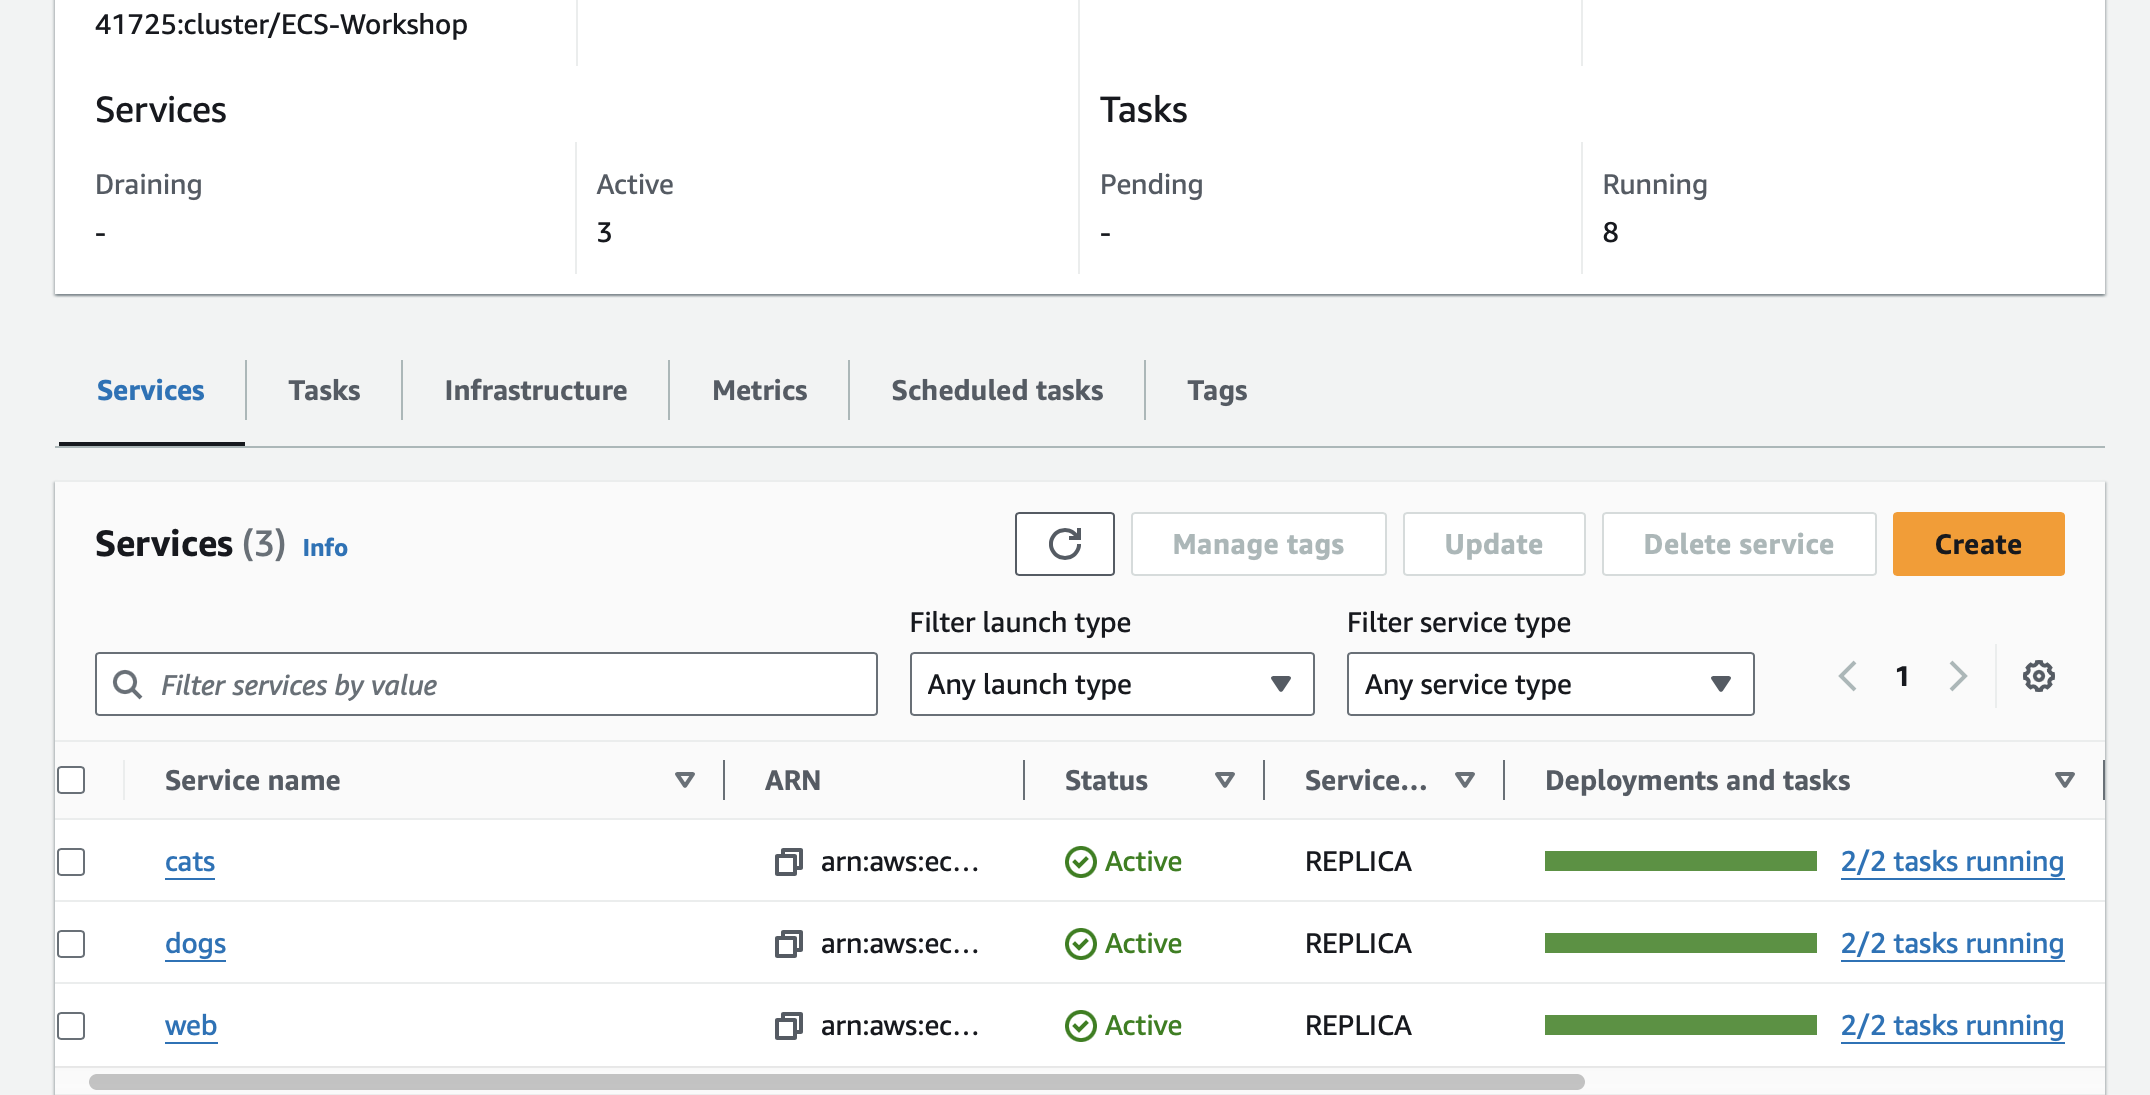 41725:cluster/ECS-Workshop
Services
Tasks
Draining
Active
Pending
Running
-
3
-
8
Services
Tasks
Infrastructure
Metrics
Scheduled tasks
Tags
Services (3) Info
Manage tags
Update
Delete service
Create
Filter launch type
Filter service type
Filter services by value
Any launch type
Any service type
1
Service name
ARN
Status
Service...
Deployments and tasks
cats
arn:aws:ec...
Active
REPLICA
2/2 tasks running
dogs
arn:aws:ec...
Active
REPLICA
2/2 tasks running
web
arn:aws:ec...
Active
REPLICA
2/2 tasks running